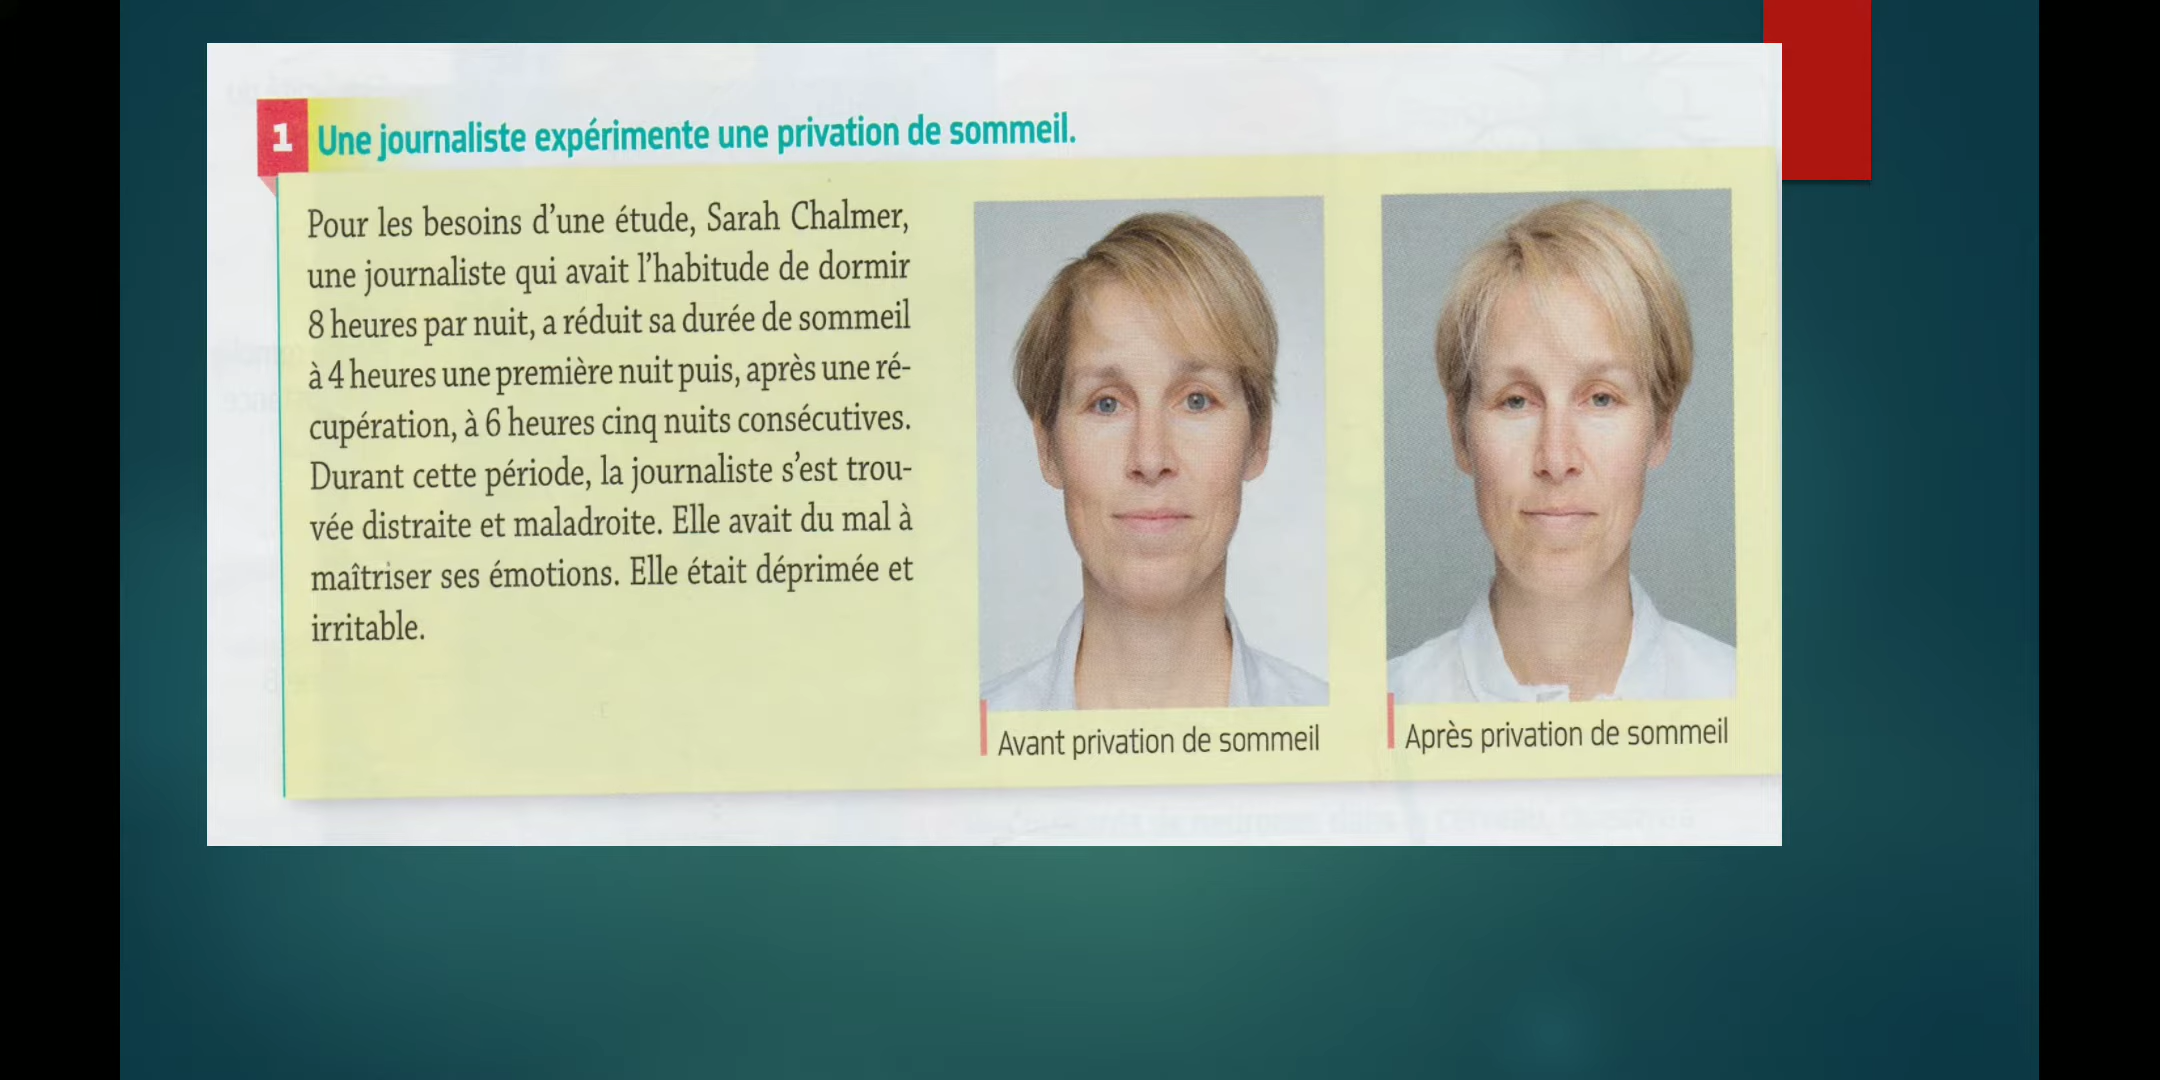 1 Une journaliste expérimente une privation de sommeil.
Pour les besoins d'une étude, Sarah Chalmer,
une journaliste qui avait l'habitude de dormir
8 heures par nuit, a réduit sa durée de sommeil
à 4 heures une première nuit puis, après une ré-
cupération, à 6 heures cinq nuits consécutives.
Durant cette période, la journaliste s'est trou-
vée distraite et maladroite. Elle avait du mal à
maîtriser ses émotions. Elle était déprimée et
irritable.
Avant privation de sommeil
Après privation de sommeil